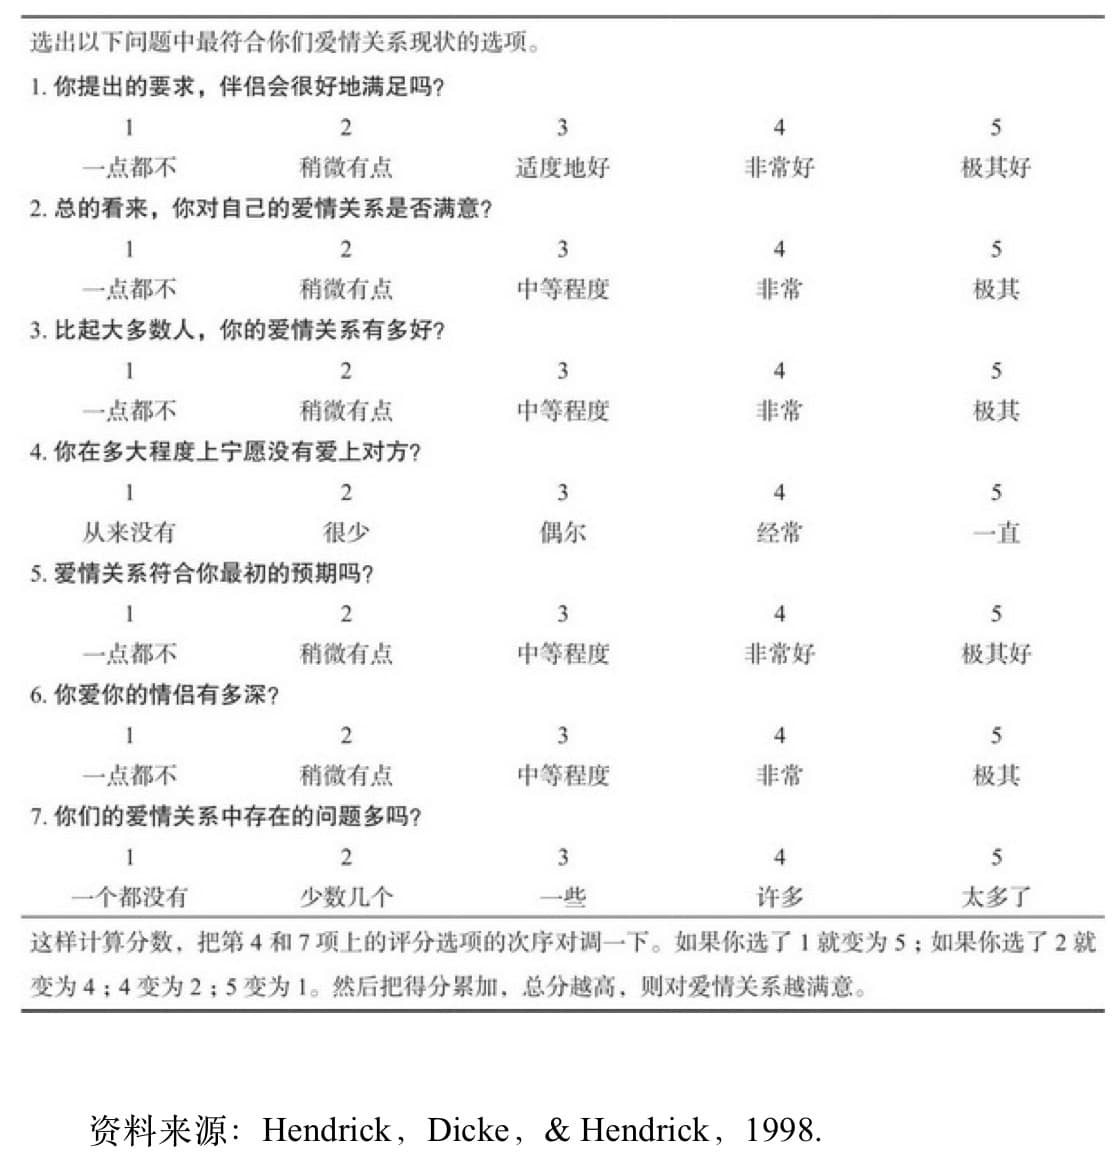 选出以下问题中最符合你们爱情关系现状的选项。
1. 你提出的要求，伴侣会很好地满足吗？
1 2 3 4 5
一点都不 稍微有点 适度地好 非常好 极其好
2. 总的看来，你对自己的爱情关系是否满意？
1 2 3 4 5
一点都不 稍微有点 中等程度 非常 极其
3. 比起大多数人，你的爱情关系有多好？
1 2 3 4 5
一点都不 稍微有点 中等程度 非常 极其
4. 你在多大程度上宁愿没有爱上对方？
1 2 3 4 5
从来没有 很少 偶尔 经常 一直
5. 爱情关系符合你最初的预期吗？
1 2 3 4 5
一点都不 稍微有点 中等程度 非常好 极其好
6. 你爱你的情侣有多深？
1 2 3 4 5
一点都不 稍微有点 中等程度 非常 极其
7. 你们的爱情关系中存在的问题多吗？
1 2 3 4 5
一个都没有 少数几个 一些 许多 太多了
这样计算分数，把第 4 和 7 项上的评分选项的次序对调一下。如果你选了 1 就变为 5；如果你选了 2 就
变为 4；4 变为 2；5 变为 1。然后把得分累加，总分越高，则对爱情关系越满意。
资料来源：Hendrick，Dicke，& Hendrick，1998.